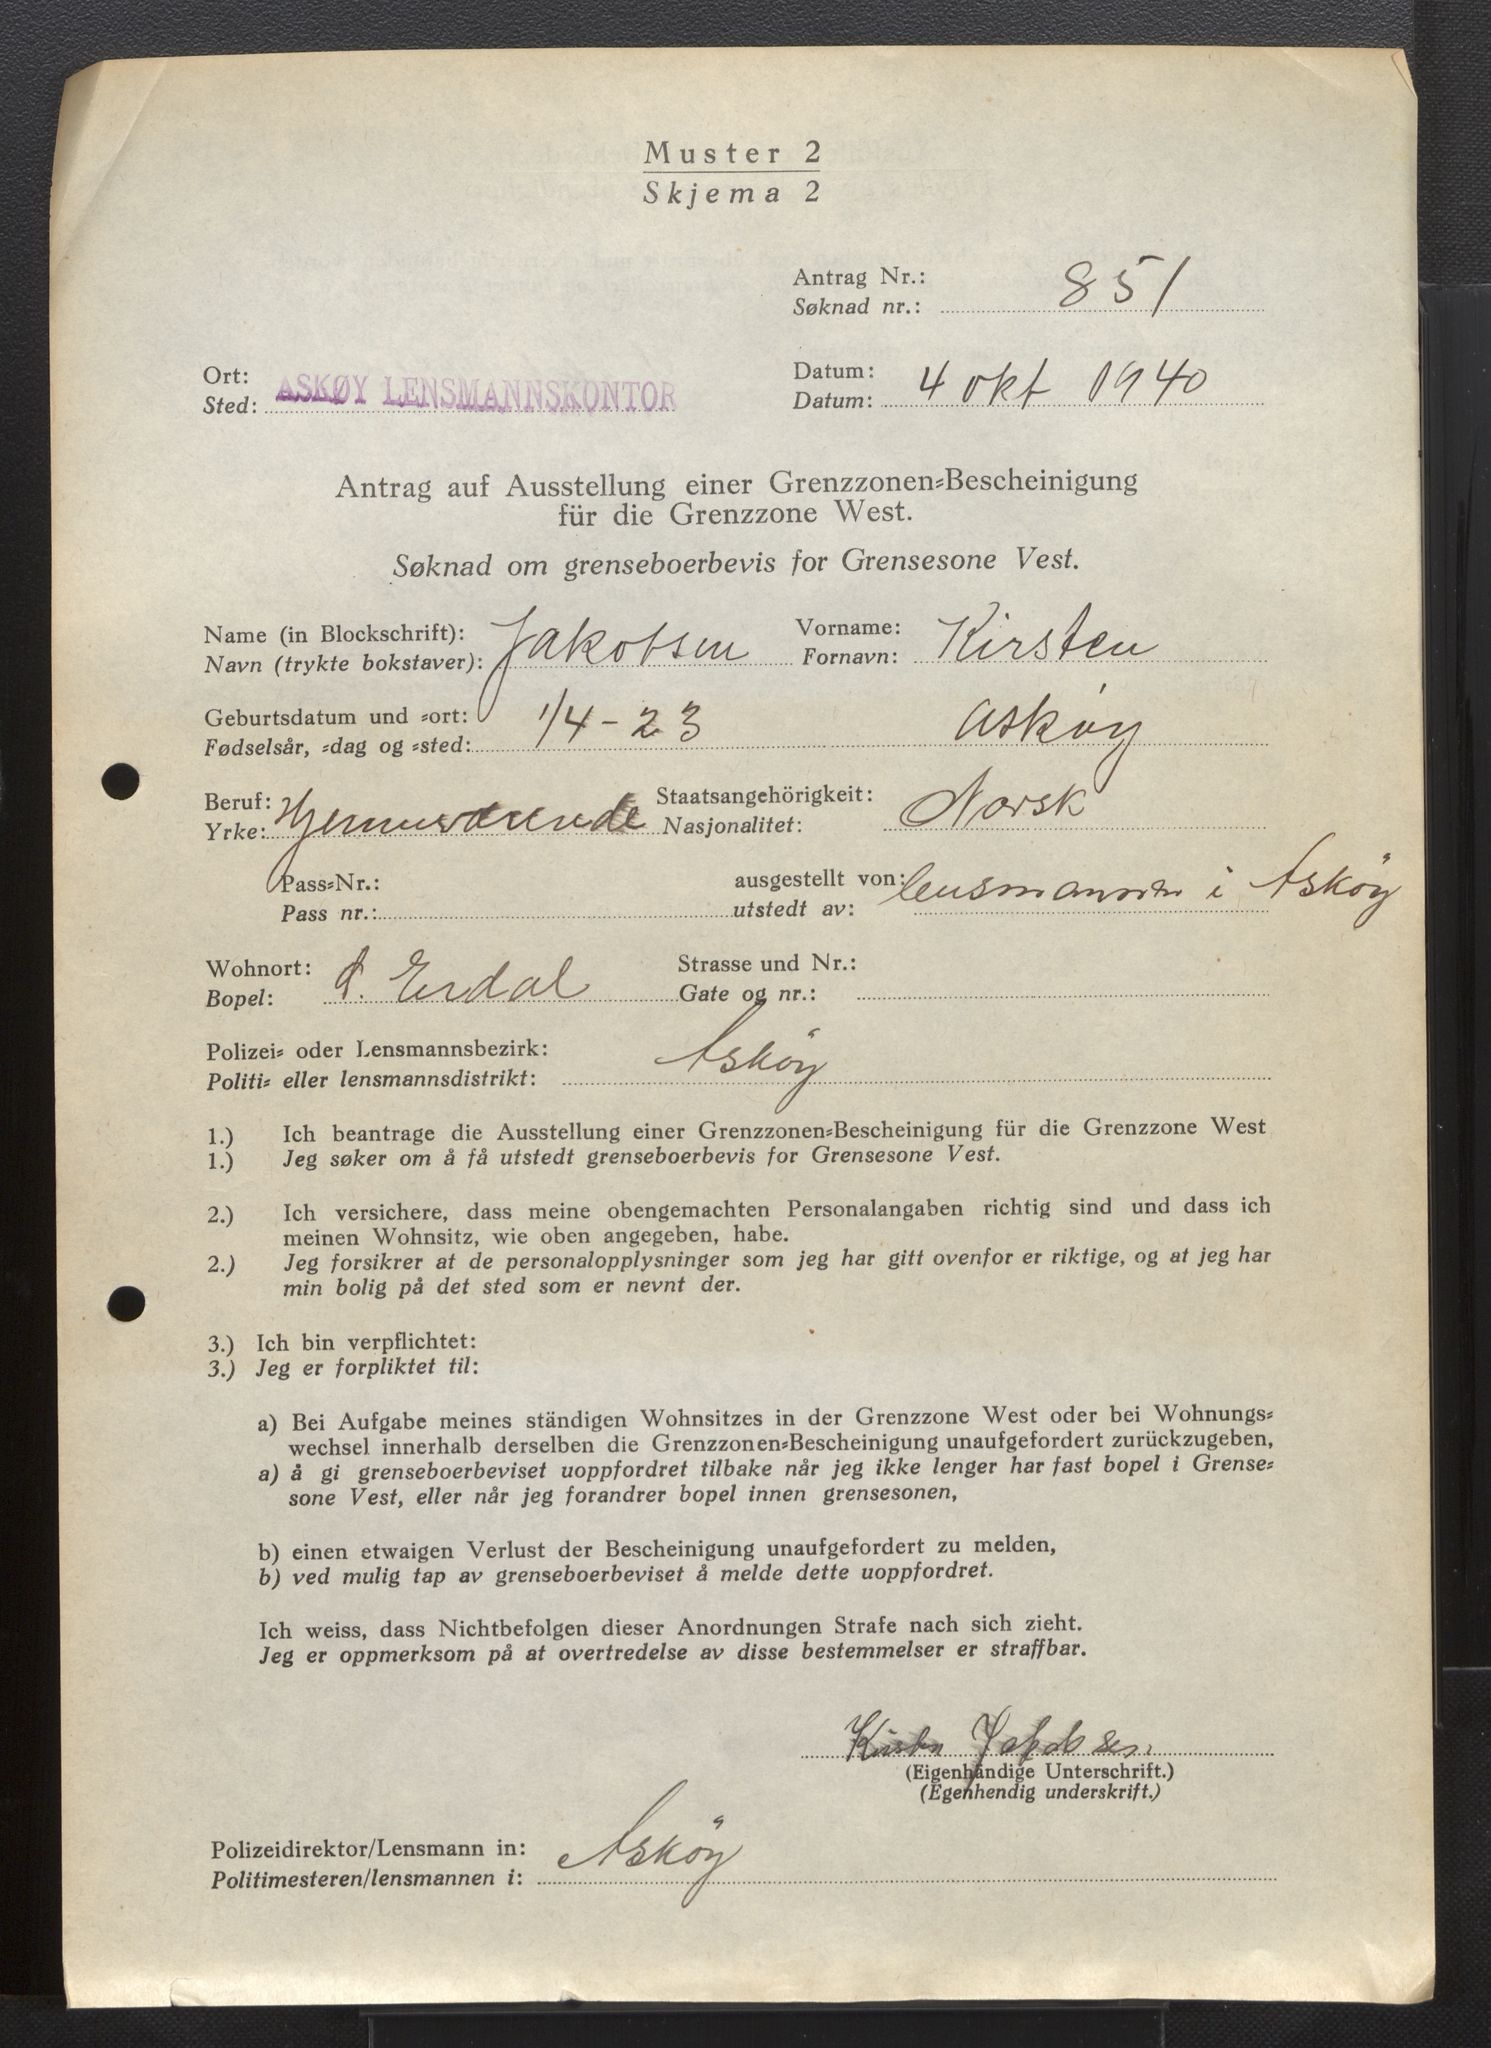 Muster 2
Skjema 2
Antrag Nr.:
Søknad nr.: 851
Ort:
Sted: ASKØY LENSMANNSKONTOR
Datum:
Datum: 4 okt 1940
Antrag auf Ausstellung einer Grenzzonen-Bescheinigung
für die Grenzzone West.
Søknad om grenseboerbevis for Grensesone Vest.
Name (in Blockschrift):
Navn (trykte bokstaver): Jakobsen
Vorname:
Fornavn: Kirsten
Geburtsdatum und -ort:
Fødselsår, -dag og -sted: 1/4-23 Askøy
Beruf:
Yrke: Hjemmeværende
Staatsangehörigkeit:
Nasjonalitet: Norsk
Pass-Nr.:
Pass nr.:
ausgestellt von:
utstedt av: lensmannen i Asköy
Wohnort:
Bopel: Erdal
Strasse und Nr.:
Gate og nr.:
Polizei- oder Lensmannsbezirk:
Politi- eller lensmannsdistrikt: Asköy
1.) Ich beantrage die Ausstellung einer Grenzzonen-Bescheinigung für die Grenzzone West
1.) Jeg søker om å få utstedt grenseboerbevis for Grensesone Vest.
2.) Ich versichere, dass meine obengemachten Personalangaben richtig sind und dass ich
meinen Wohnsitz, wie oben angegeben, habe.
2.) Jeg forsikrer at de personalopplysninger som jeg har gitt ovenfor er riktige, og at jeg har
min bolig på det sted som er nevnt der.
3.) Ich bin verpflichtet:
3.) Jeg er forpliktet til:
a) Bei Aufgabe meines ständigen Wohnsitzes in der Grenzzone West oder bei Wohnungs-
wechsel innerhalb derselben die Grenzzonen-Bescheinigung unaufgefordert zurückzugeben,
a) å gi grenseboerbeviset uoppfordret tilbake når jeg ikke lenger har fast bopel i Grense-
sone Vest, eller når jeg forandrer bopel innen grensesonen,
b) einen etwaigen Verlust der Bescheinigung unaufgefordert zu melden,
b) ved mulig tap av grenseboerbeviset å melde dette uoppfordret.
Ich weiss, dass Nichtbefolgen dieser Anordnungen Strafe nach sich zieht.
Jeg er oppmerksom på at overtredelse av disse bestemmelser er straffbar.
Kirsten Jakobsen.
(Eigenhändige Unterschrift.)
(Egenhendig underskrift.)
Polizeidirektor/Lensmann in:
Politimesteren/lensmannen i: Asköy